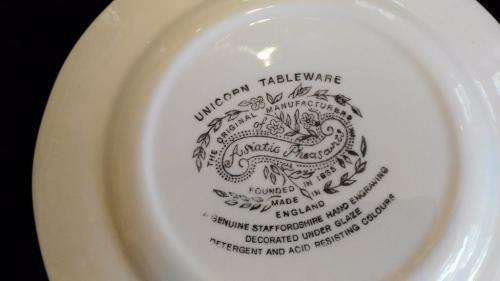 UNICORN TABLEWARE
THE ORIGINAL MANUFACTURERS
of
Asiatic Pheasants
FOUNDED IN 1835
MADE IN
ENGLAND
GENUINE STAFFORDSHIRE HAND ENGRAVING
DECORATED UNDER GLAZE
DETERGENT AND ACID RESISTING COLOURS